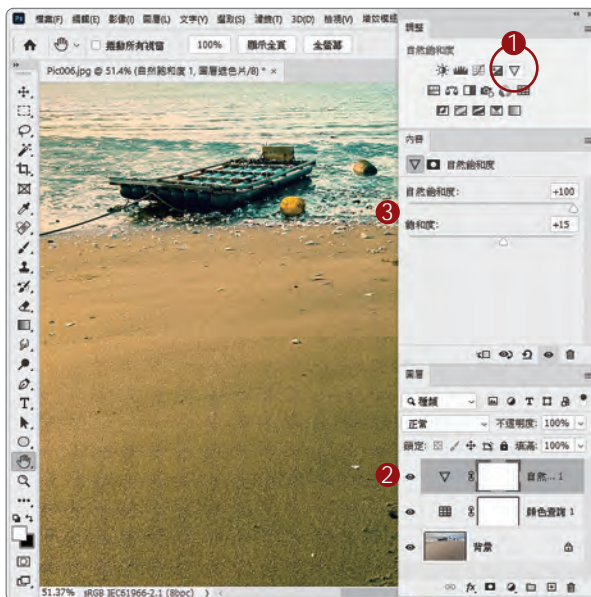 Ps 檔案(F) 編輯(E) 影像(I) 圖層(L) 文字(Y) 選取(S) 濾鏡(T) 3D(D) 檢視(V) 增效模組
捲動所有視窗 100% 顯示全頁 全螢幕
Pic006.jpg @ 51.4% (自然飽和度 1, 圖層遮色片/8) * ×
調整
自然飽和度
1
內容
自然飽和度
自然飽和度: +100
3
飽和度: +15
圖層
種類
正常 不透明度: 100%
鎖定: 填滿: 100%
2
自然... 1
顏色查詢 1
背景
51.37% sRGB IEC61966-2.1 (8bpc)